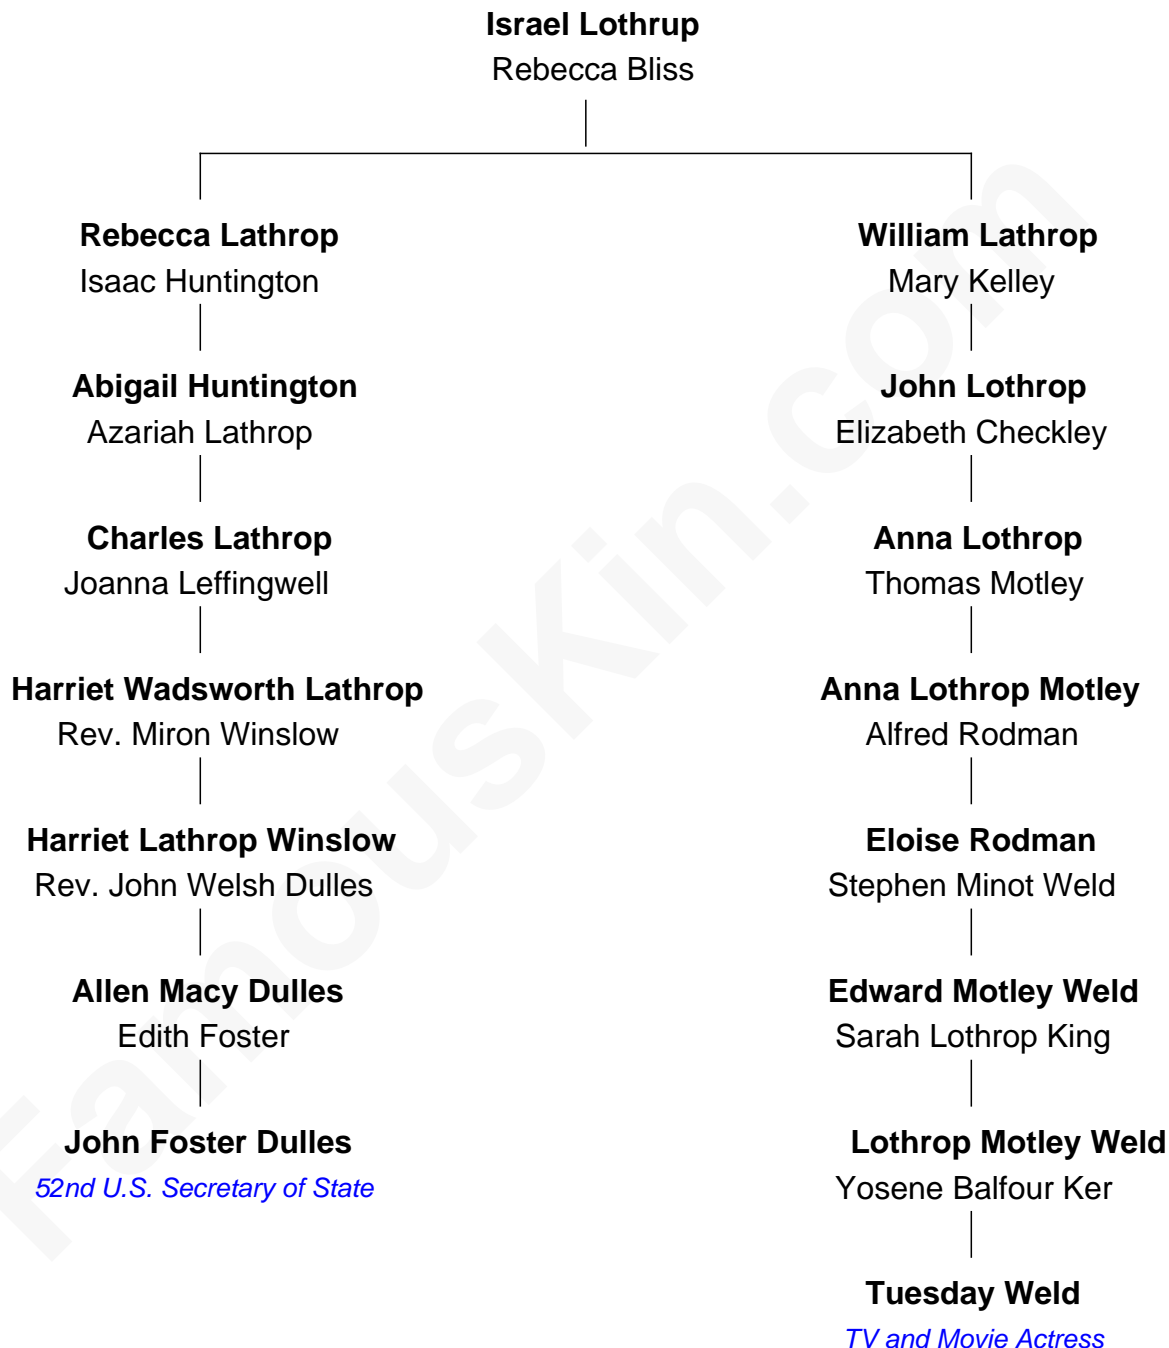 Israel Lothrup
Rebecca Bliss
Rebecca Lathrop
Isaac Huntington
William Lathrop
Mary Kelley
Abigail Huntington
Azariah Lathrop
John Lothrop
Elizabeth Checkley
Charles Lathrop
Joanna Leffingwell
Anna Lothrop
Thomas Motley
Harriet Wadsworth Lathrop
Rev. Miron Winslow
Anna Lothrop Motley
Alfred Rodman
Harriet Lathrop Winslow
Rev. John Welsh Dulles
Eloise Rodman
Stephen Minot Weld
Allen Macy Dulles
Edith Foster
Edward Motley Weld
Sarah Lothrop King
John Foster Dulles
52nd U.S. Secretary of State
Lothrop Motley Weld
Yosene Balfour Ker
Tuesday Weld
TV and Movie Actress
FamousKin.com